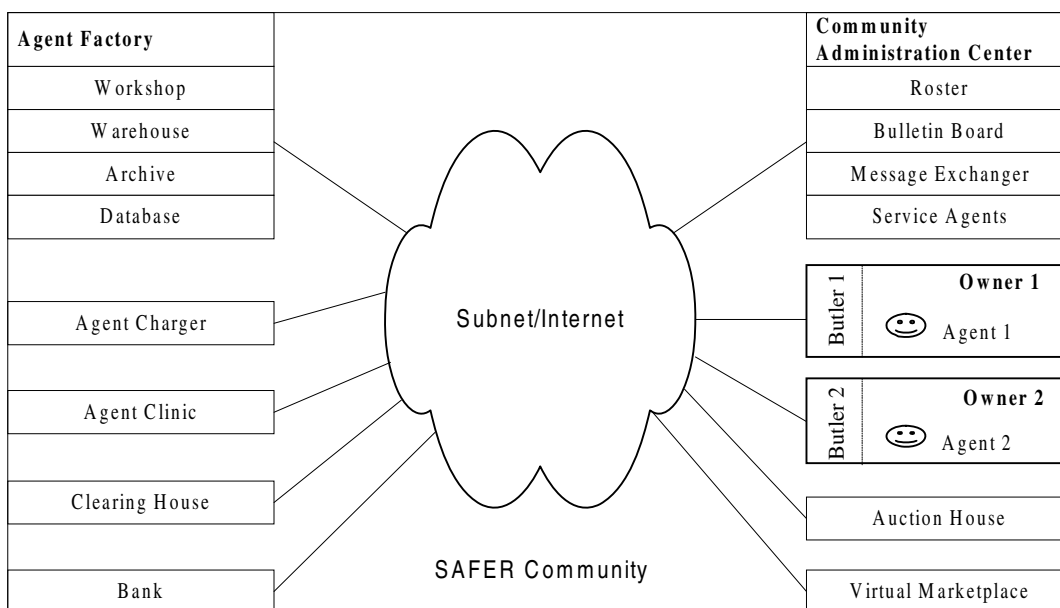 Agent Factory
Workshop
Warehouse
Archive
Database
Agent Charger
Agent Clinic
Clearing House
Bank
Subnet/Internet
SAFER Community
Community
Administration Center
Roster
Bulletin Board
Message Exchanger
Service Agents
Butler 1
Owner 1
Agent 1
Butler 2
Owner 2
Agent 2
Auction House
Virtual Marketplace